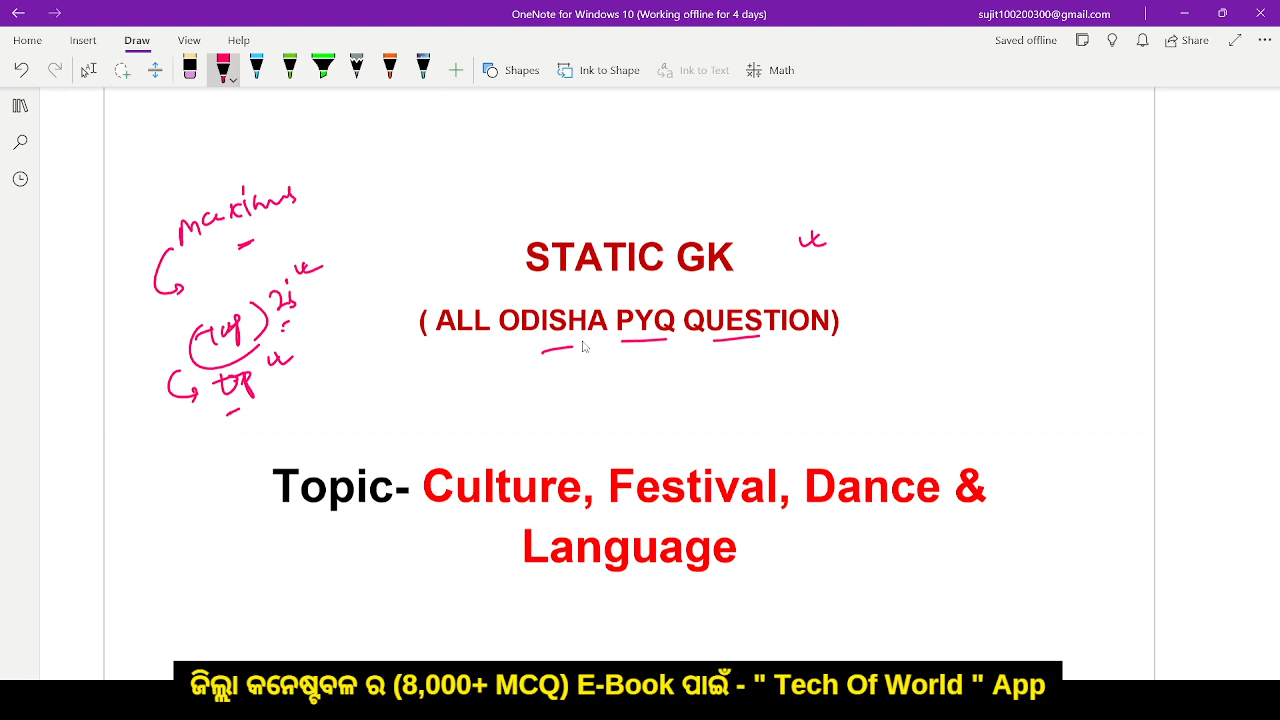 OneNote for Windows 10 (Working offline for 4 days)
sujit100200300@gmail.com
Home Insert Draw View Help
Saved offline
Share
Shapes
Ink to Shape
Ink to Text
Math
Maximus
STATIC GK
( ALL ODISHA PYQ QUESTION)
top
Topic- Culture, Festival, Dance &
Language
ଜିଲ୍ଲା କନେଷ୍ଟବଳ ର (8,000+ MCQ) E-Book ପାଇଁ - " Tech Of World " App